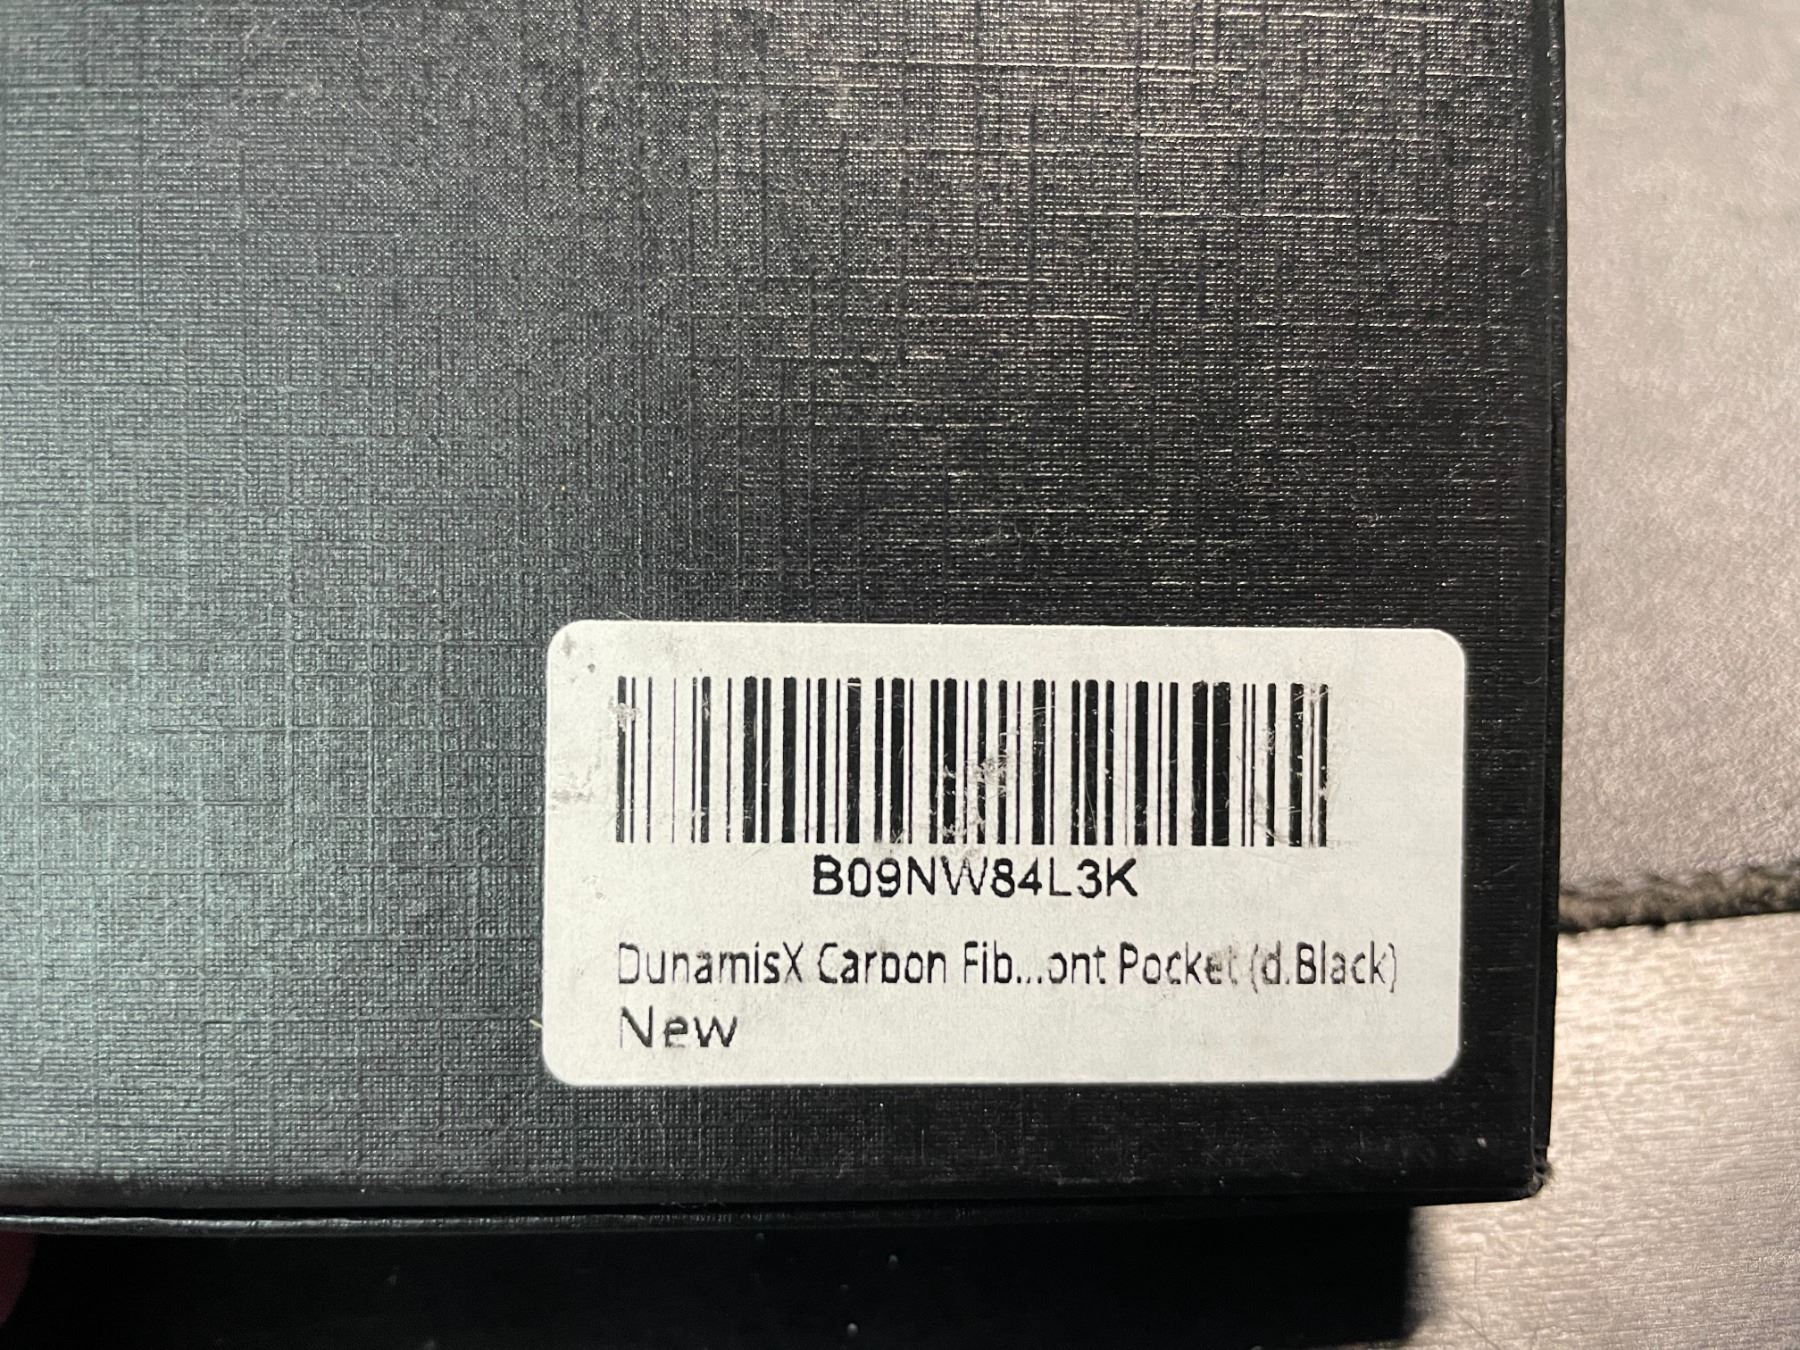 B09NW84L3K
DunamisX Carbon Fib...ont Pocket (d.Black)
New